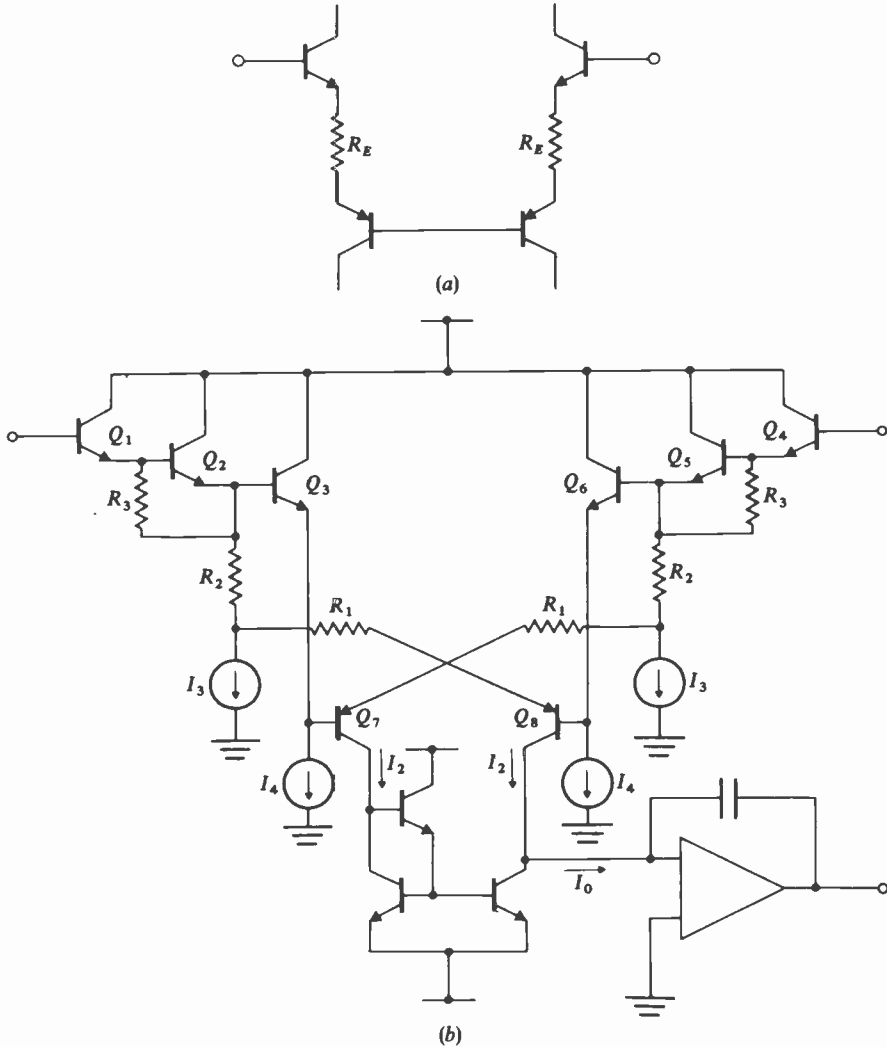 R_E R_E
(a)
Q_1 Q_2 Q_3 Q_6 Q_5 Q_4
R_3 R_3
R_2 R_2
R_1 R_1
I_3 I_3
Q_7 Q_8
I_4 I_2 I_2 I_4
I_0
(b)